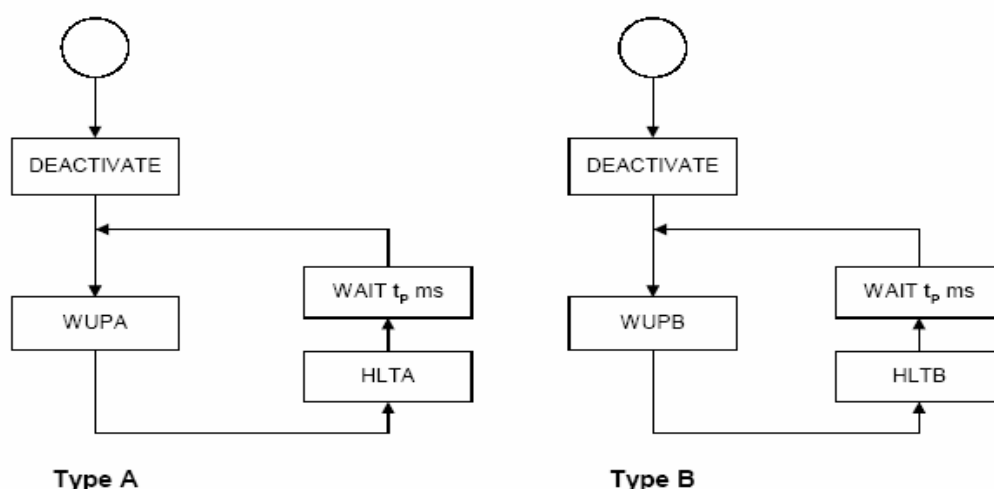 DEACTIVATE
WAIT tP ms
WUPA
HLTA
Type A
DEACTIVATE
WAIT tP ms
WUPB
HLTB
Type B